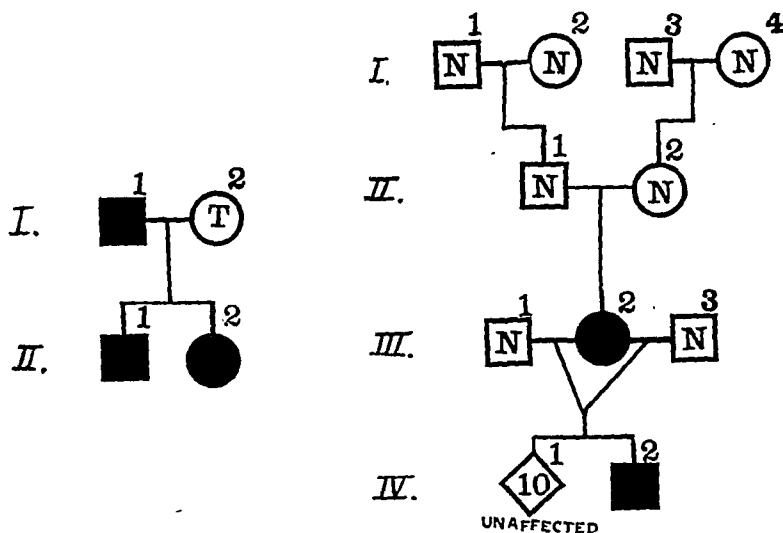 1 2
I. T
1 2
II.
1 2 3 4
I. N N N N
1 2
II. N N
1 2 3
III. N N
1 2
IV. 10
UNAFFECTED